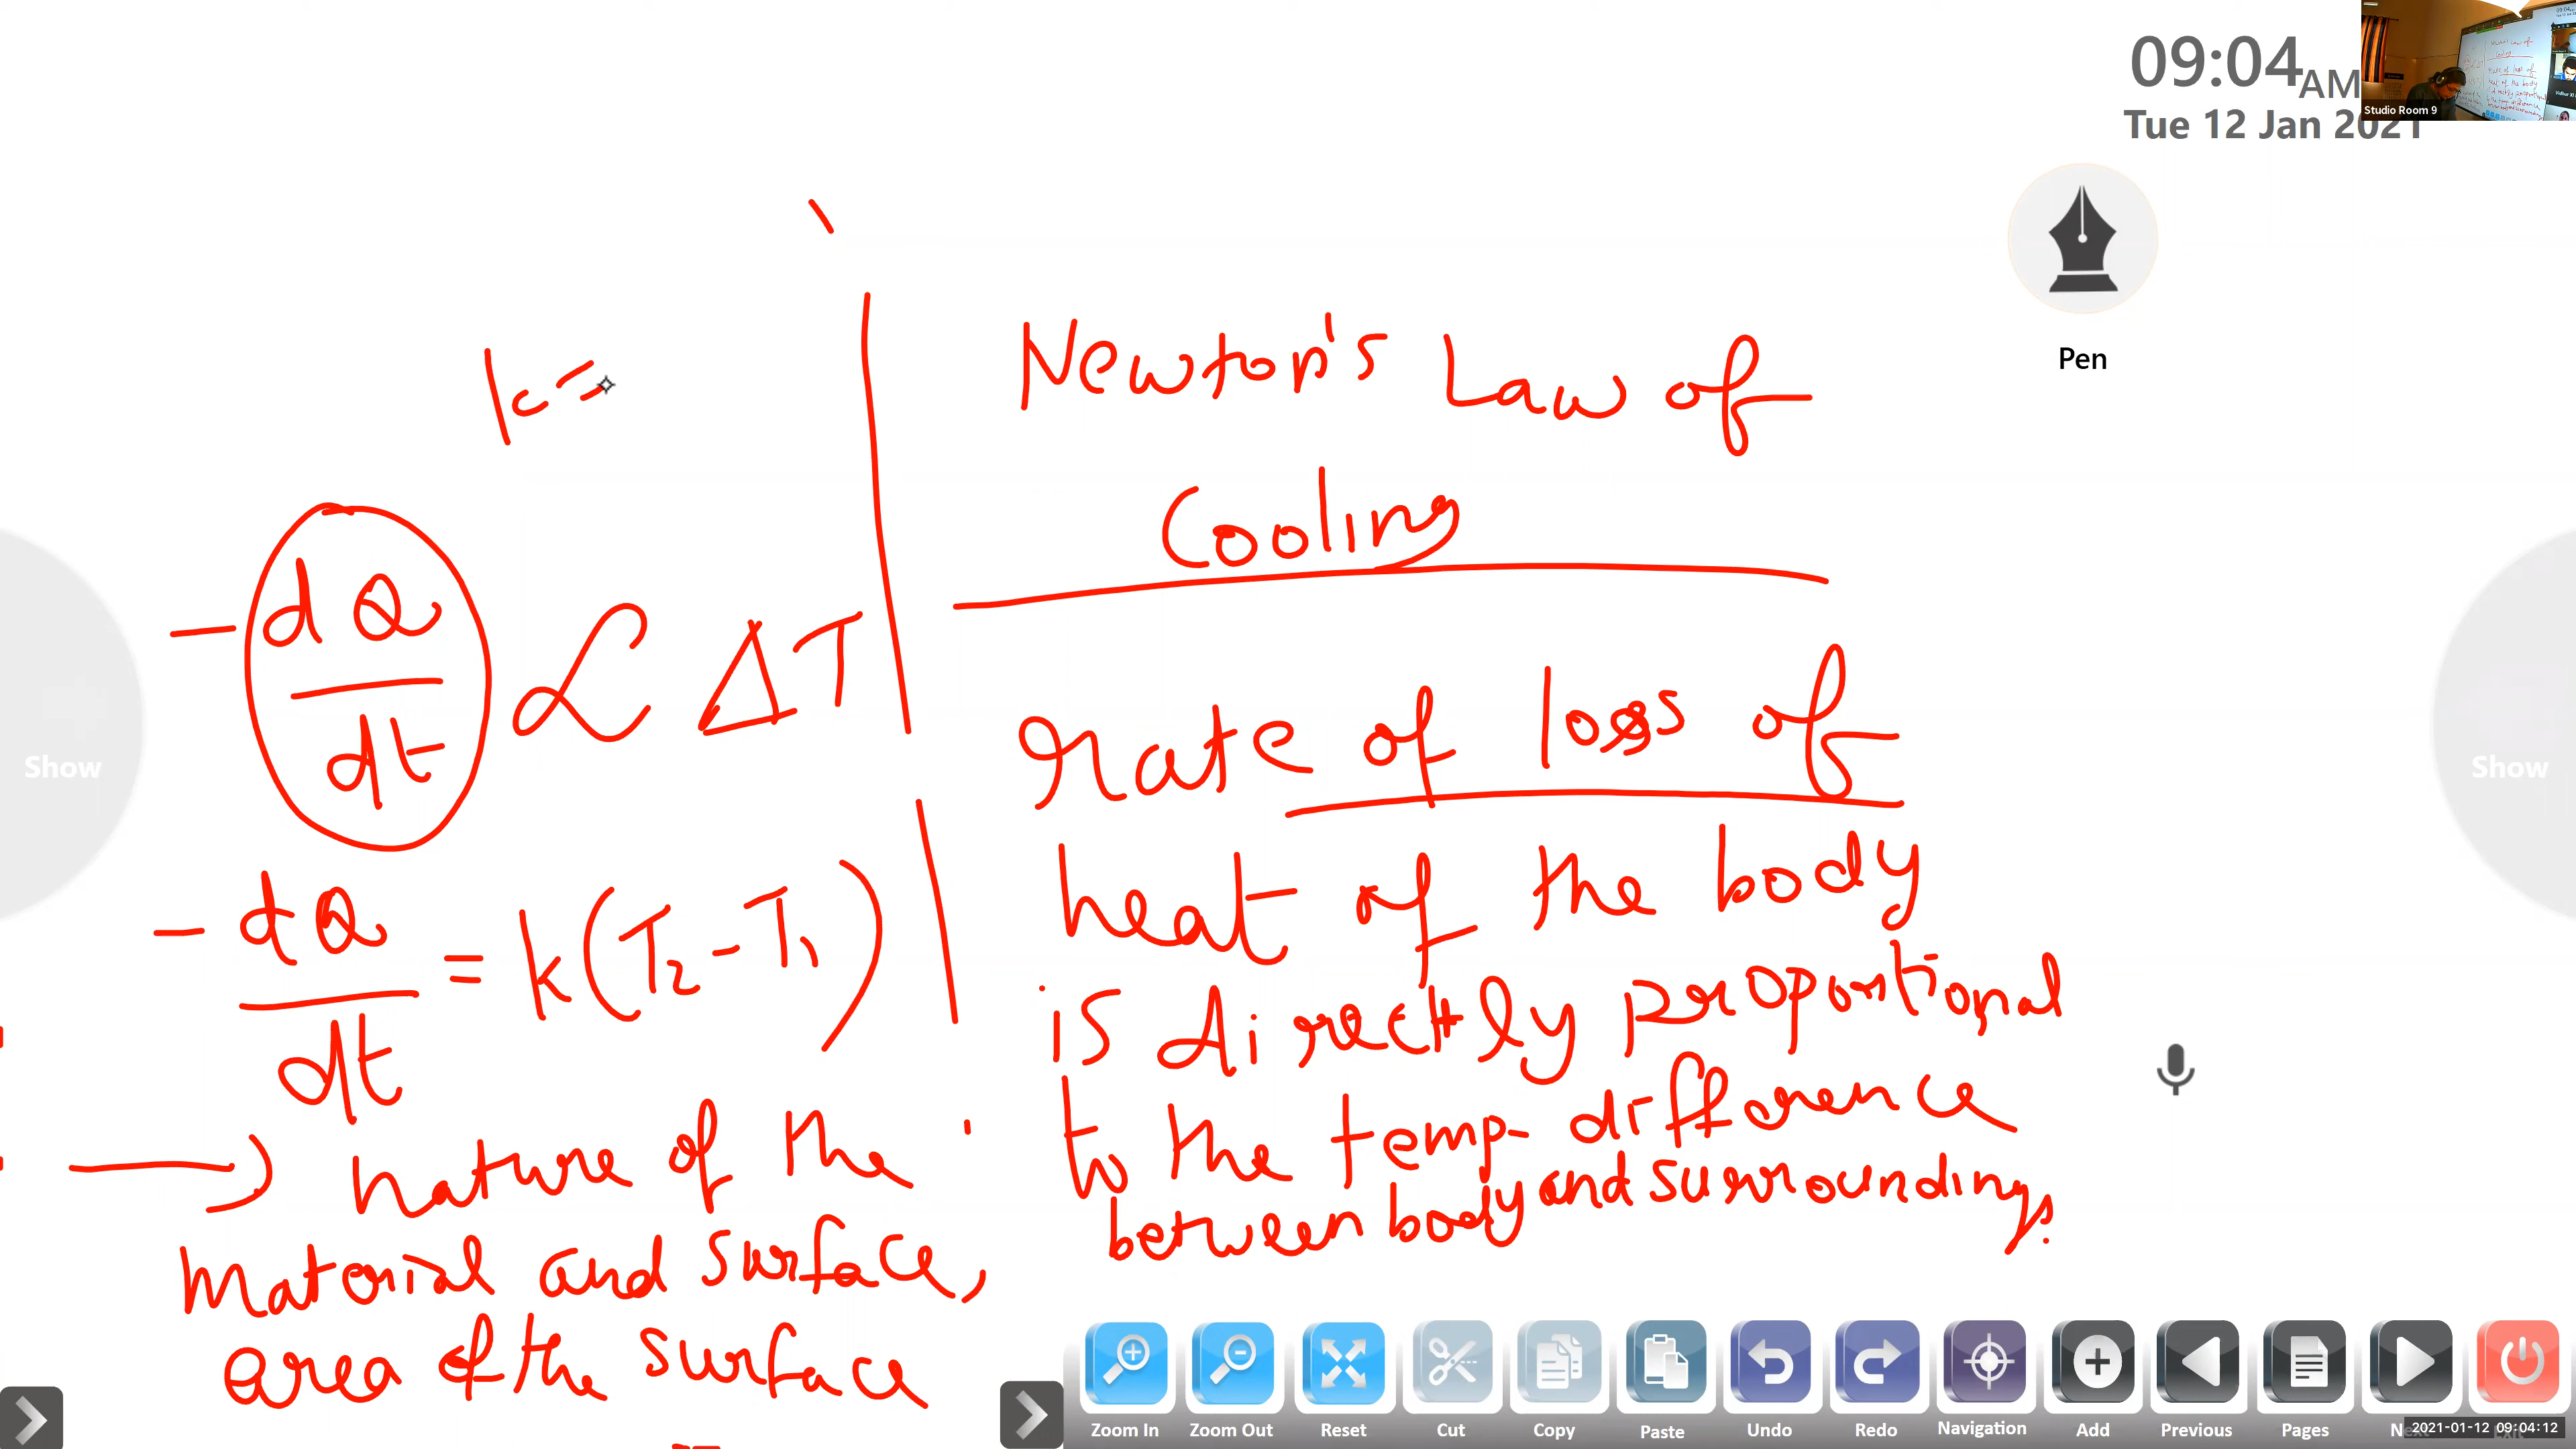 09:04 AM
Tue 12 Jan 2021
Studio Room 9
Pen
k =
Newton's Law of
Cooling
- dQ/dt ∝ ΔT
rate of loss of
heat of the body
is directly proportional
to the temp- difference
between body and surroundings.
- dQ/dt = k(T₂ - T₁)
→ nature of the
material and surface,
area of the surface
Show
Show
Zoom In Zoom Out Reset Cut Copy Paste Undo Redo Navigation Add Previous Pages
2021-01-12 09:04:12